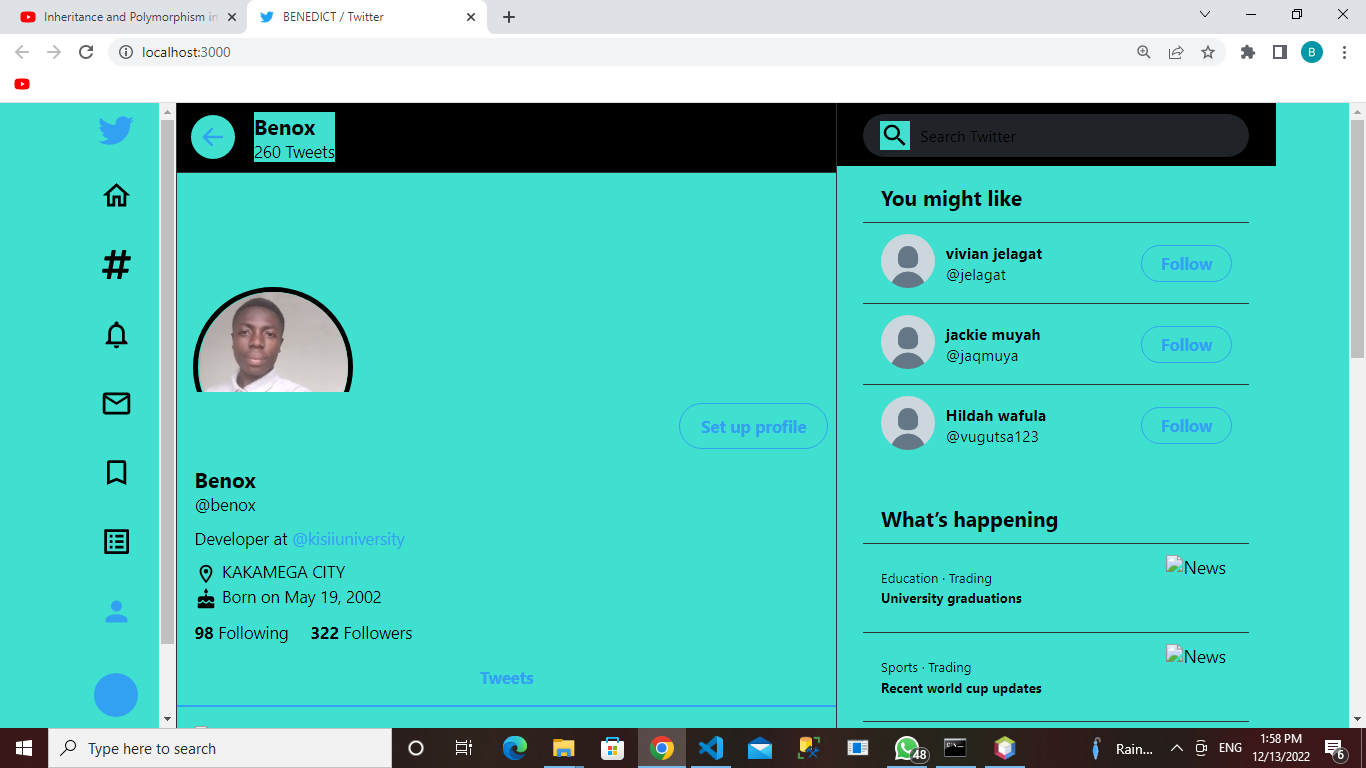 Inheritance and Polymorphism in
BENEDICT / Twitter
localhost:3000
B
Benox
260 Tweets
Search Twitter
You might like
vivian jelagat
@jelagat
Follow
jackie muyah
@jaqmuya
Follow
Hildah wafula
@vugutsa123
Follow
Set up profile
Benox
@benox
Developer at @kisiiuniversity
KAKAMEGA CITY
Born on May 19, 2002
98 Following 322 Followers
Tweets
What's happening
Education · Trading
University graduations
News
Sports · Trading
Recent world cup updates
News
Type here to search
48
Rain...
ENG
1:58 PM
12/13/2022
6